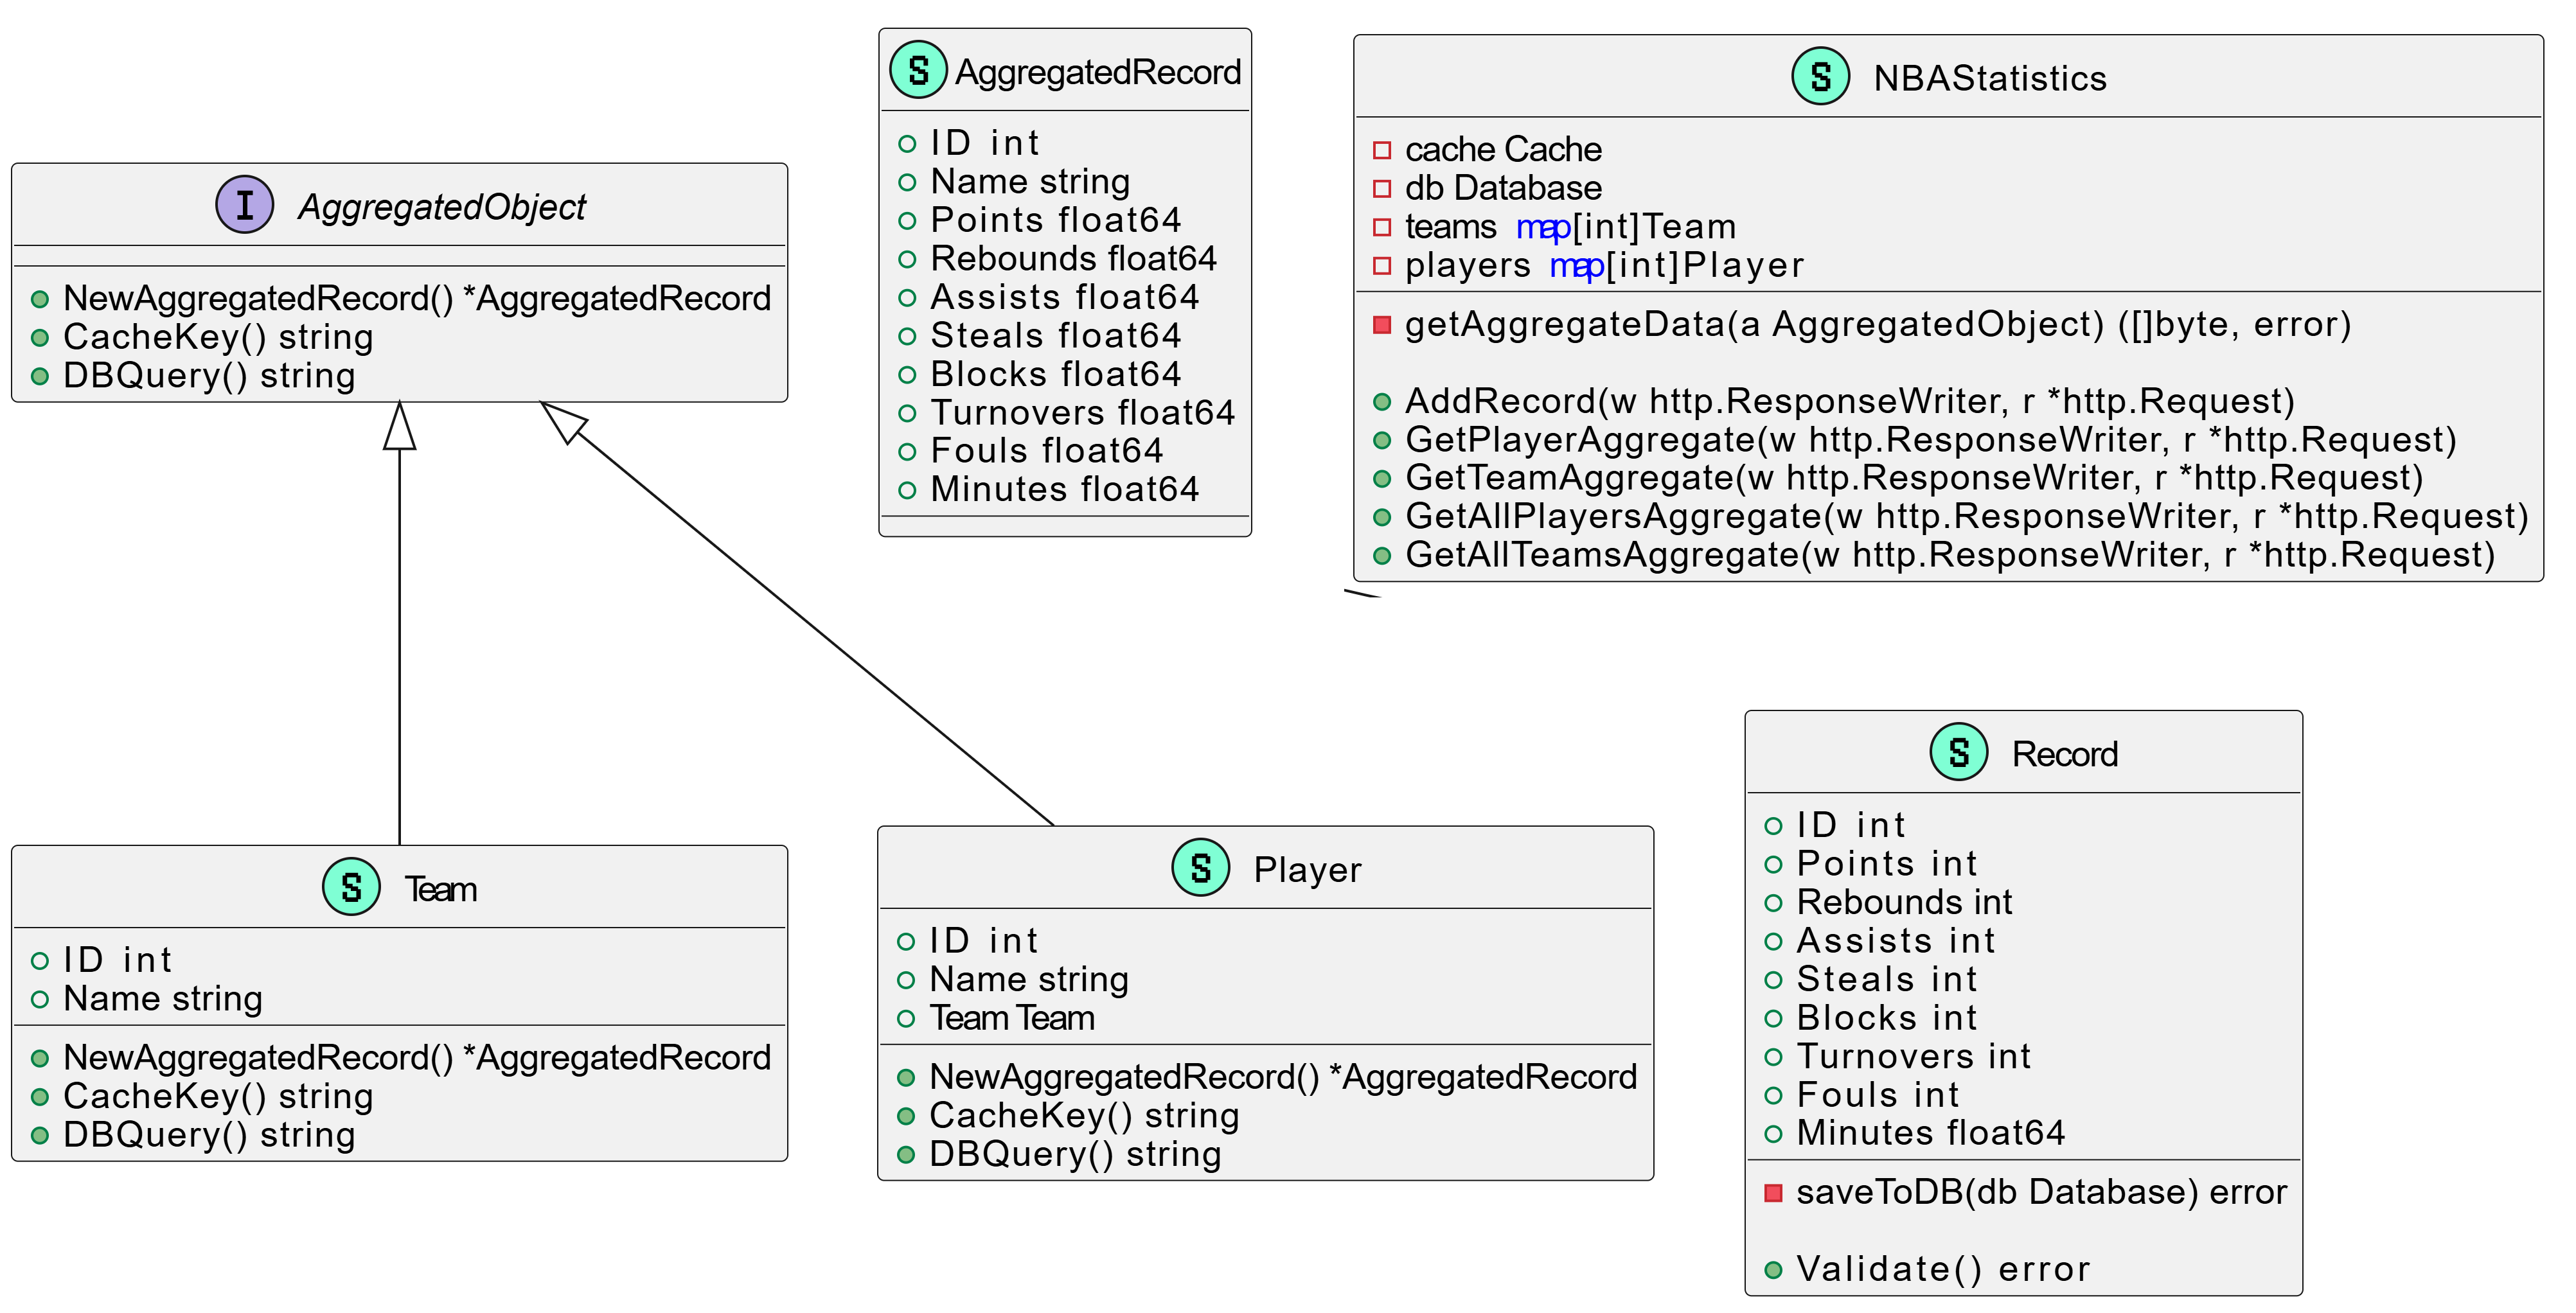 I AggregatedObject
NewAggregatedRecord() *AggregatedRecord
CacheKey() string
DBQuery() string
S AggregatedRecord
ID int
Name string
Points float64
Rebounds float64
Assists float64
Steals float64
Blocks float64
Turnovers float64
Fouls float64
Minutes float64
S NBAStatistics
cache Cache
db Database
teams map[int]Team
players map[int]Player
getAggregateData(a AggregatedObject) ([]byte, error)
AddRecord(w http.ResponseWriter, r *http.Request)
GetPlayerAggregate(w http.ResponseWriter, r *http.Request)
GetTeamAggregate(w http.ResponseWriter, r *http.Request)
GetAllPlayersAggregate(w http.ResponseWriter, r *http.Request)
GetAllTeamsAggregate(w http.ResponseWriter, r *http.Request)
S Team
ID int
Name string
NewAggregatedRecord() *AggregatedRecord
CacheKey() string
DBQuery() string
S Player
ID int
Name string
Team Team
NewAggregatedRecord() *AggregatedRecord
CacheKey() string
DBQuery() string
S Record
ID int
Points int
Rebounds int
Assists int
Steals int
Blocks int
Turnovers int
Fouls int
Minutes float64
saveToDB(db Database) error
Validate() error